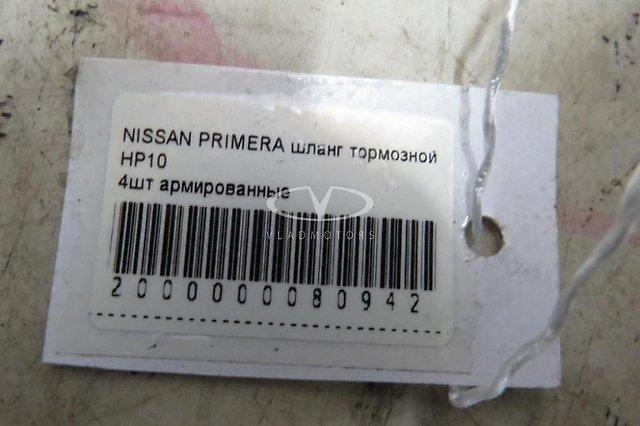 NISSAN PRIMERA шланг тормозной
HP10
4шт армированные
VLADMOTORS
2000000080942